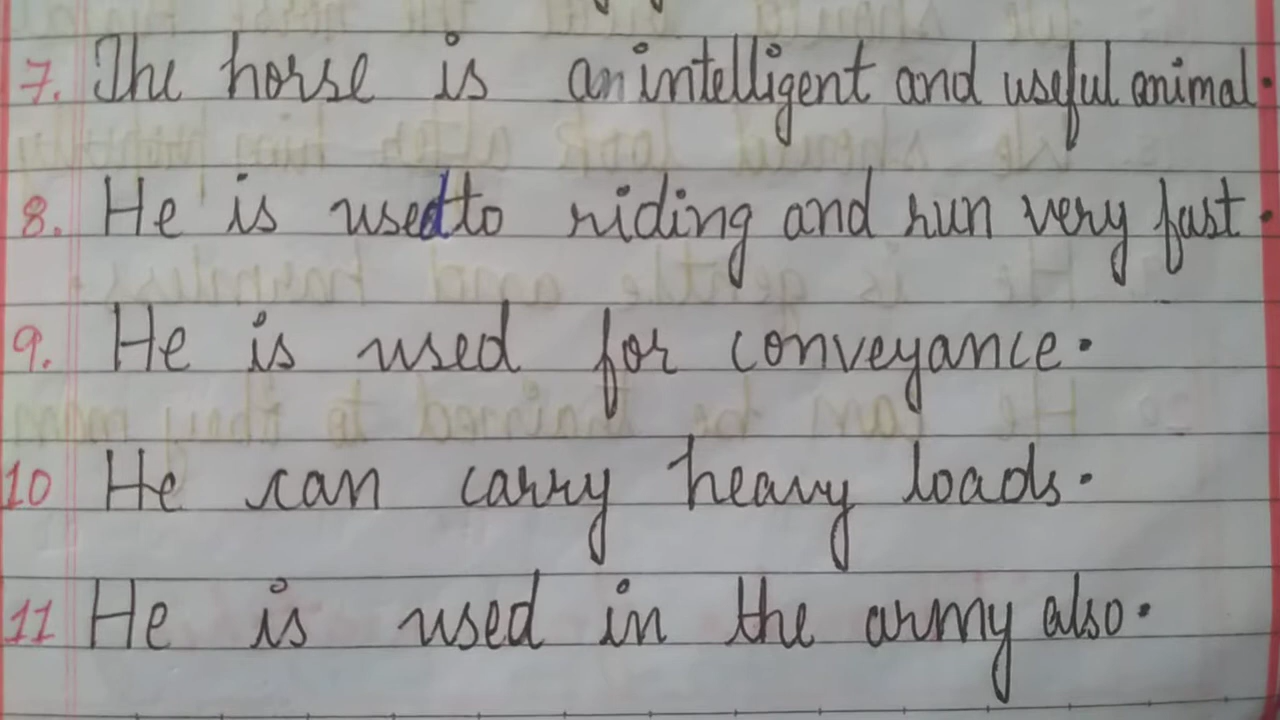 7. The horse is an intelligent and useful animal.
8. He is used to riding and run very fast.
9. He is used for conveyance.
10 He can carry heavy loads.
11 He is used in the army also.